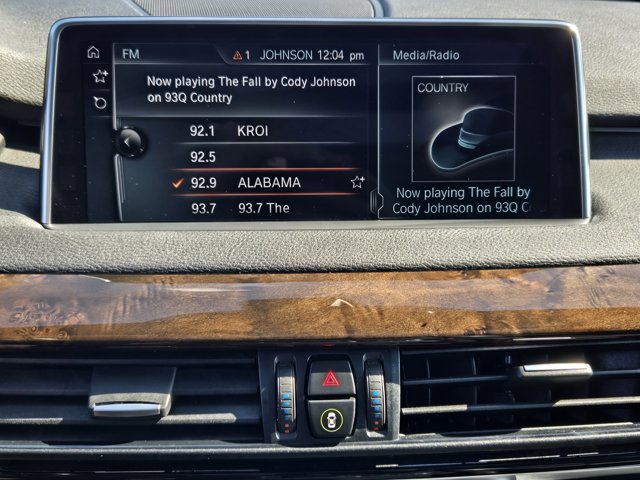 FM
1 JOHNSON 12:04 pm
Media/Radio
Now playing The Fall by Cody Johnson
on 93Q Country
92.1 KROI
92.5
92.9 ALABAMA
93.7 93.7 The
COUNTRY
Now playing The Fall by
Cody Johnson on 93Q C